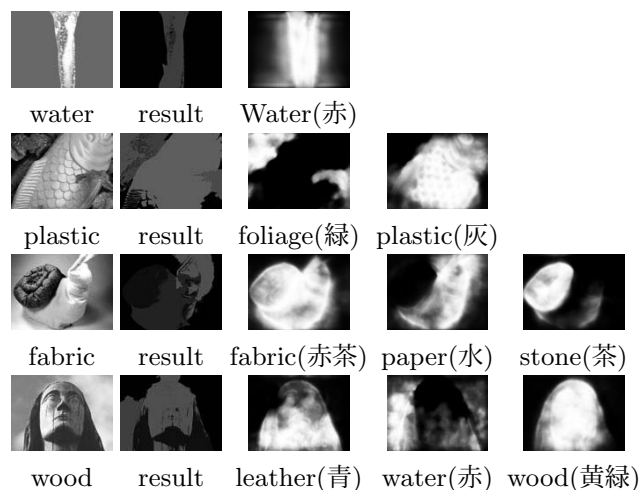 water result Water(赤)
plastic result foliage(緑) plastic(灰)
fabric result fabric(赤茶) paper(水) stone(茶)
wood result leather(青) water(赤) wood(黄緑)